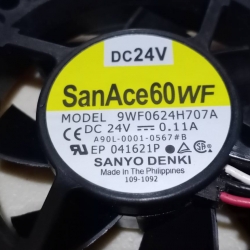 DC24V
SanAce60WF
MODEL 9WF0624H707A
CE DC 24V ⎓ 0.11A
A90L-0001-0567#B
EP 041621P
SANYO DENKI
Made in The Philippines
109-1092